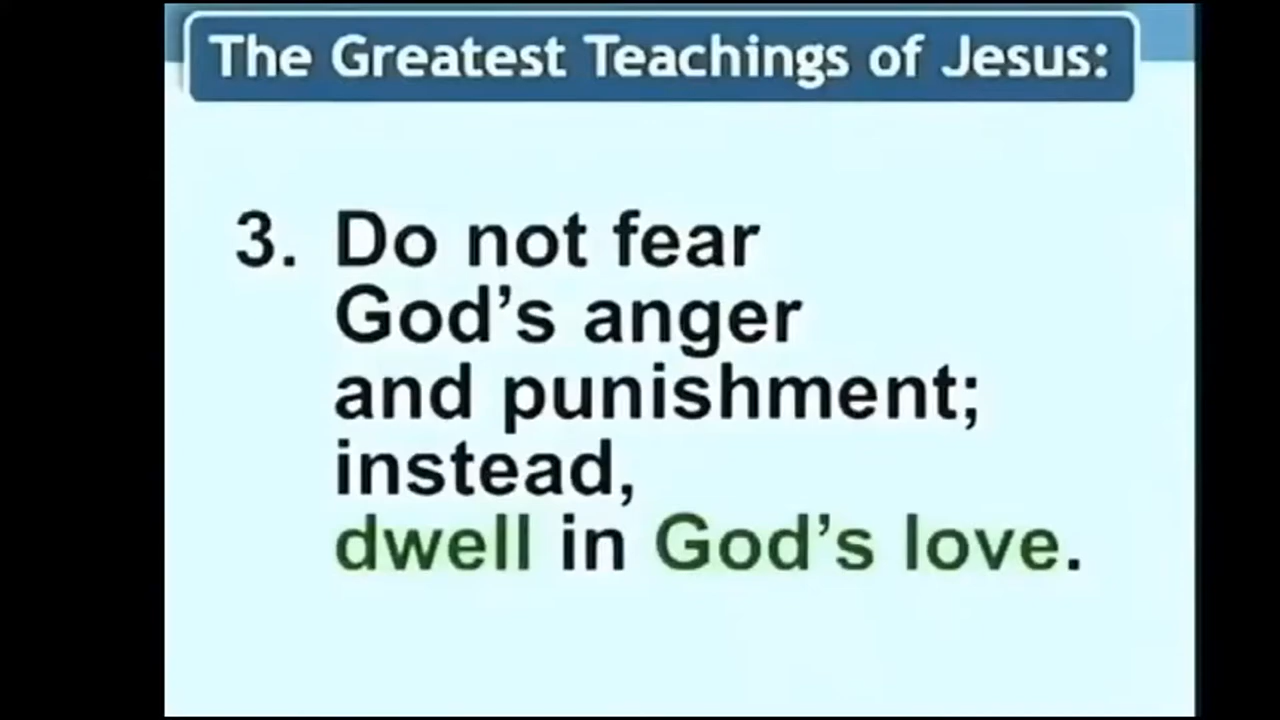 The Greatest Teachings of Jesus:
3. Do not fear
God's anger
and punishment;
instead,
dwell in God's love.